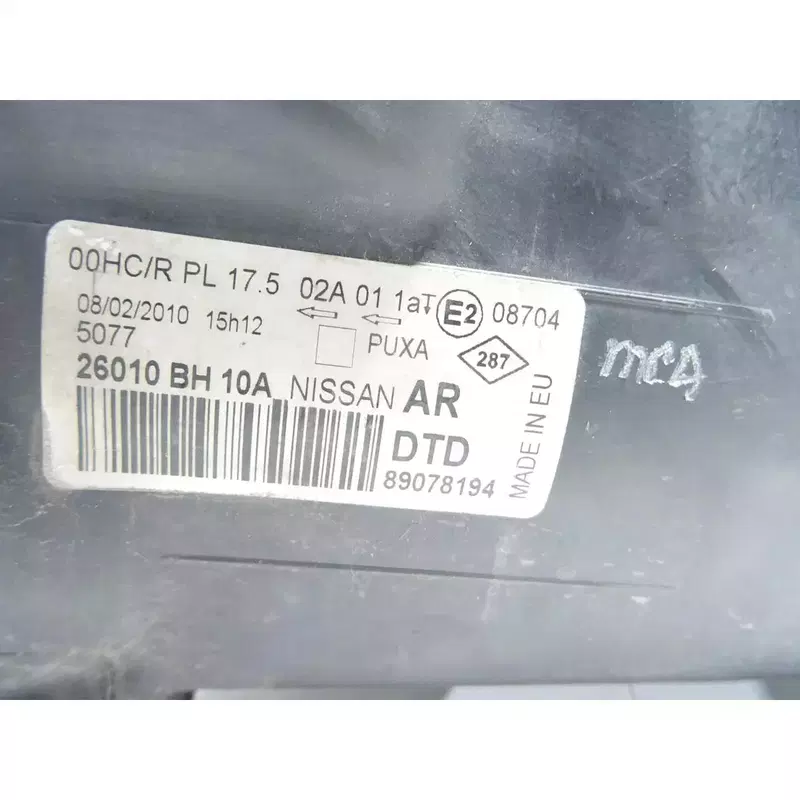 00HC/R PL 17.5 02A 01 1a E2 08704
08/02/2010 15h12
5077
PUXA
287
26010 BH 10A NISSAN AR
DTD
89078194
MADE IN EU
MCA